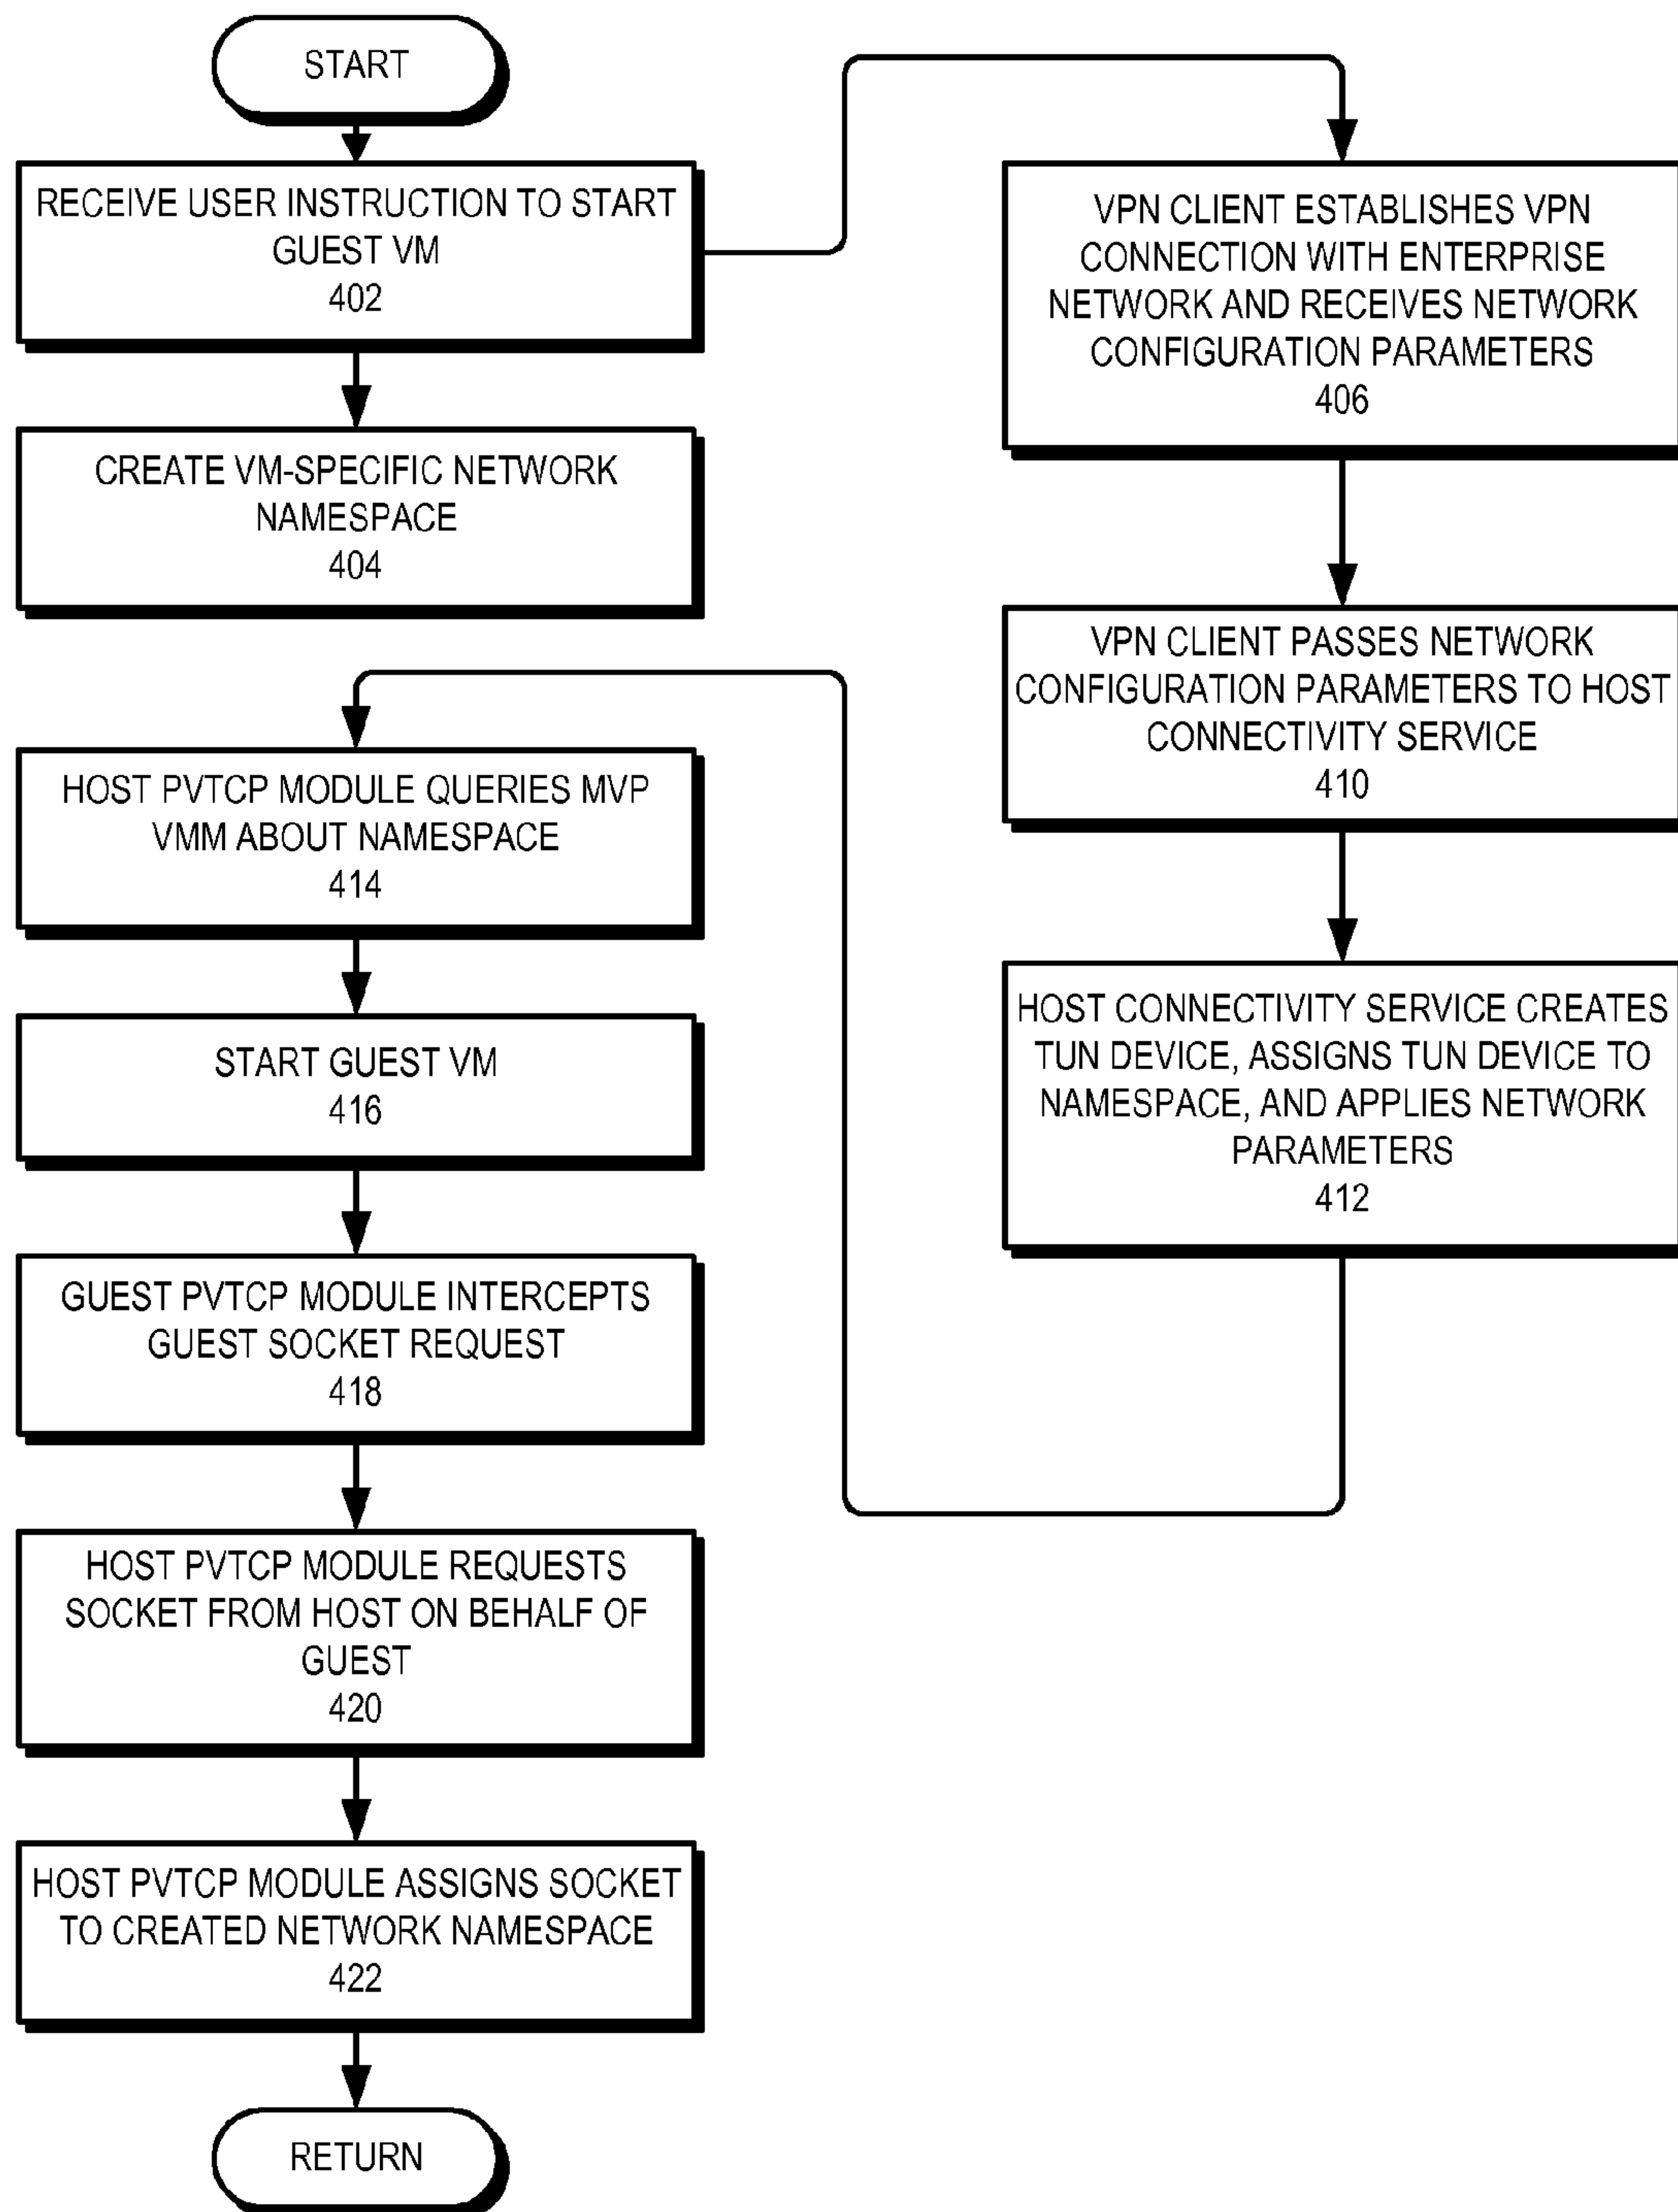 START
RECEIVE USER INSTRUCTION TO START
GUEST VM
402
CREATE VM-SPECIFIC NETWORK
NAMESPACE
404
VPN CLIENT ESTABLISHES VPN
CONNECTION WITH ENTERPRISE
NETWORK AND RECEIVES NETWORK
CONFIGURATION PARAMETERS
406
VPN CLIENT PASSES NETWORK
CONFIGURATION PARAMETERS TO HOST
CONNECTIVITY SERVICE
410
HOST CONNECTIVITY SERVICE CREATES
TUN DEVICE, ASSIGNS TUN DEVICE TO
NAMESPACE, AND APPLIES NETWORK
PARAMETERS
412
HOST PVTCP MODULE QUERIES MVP
VMM ABOUT NAMESPACE
414
START GUEST VM
416
GUEST PVTCP MODULE INTERCEPTS
GUEST SOCKET REQUEST
418
HOST PVTCP MODULE REQUESTS
SOCKET FROM HOST ON BEHALF OF
GUEST
420
HOST PVTCP MODULE ASSIGNS SOCKET
TO CREATED NETWORK NAMESPACE
422
RETURN